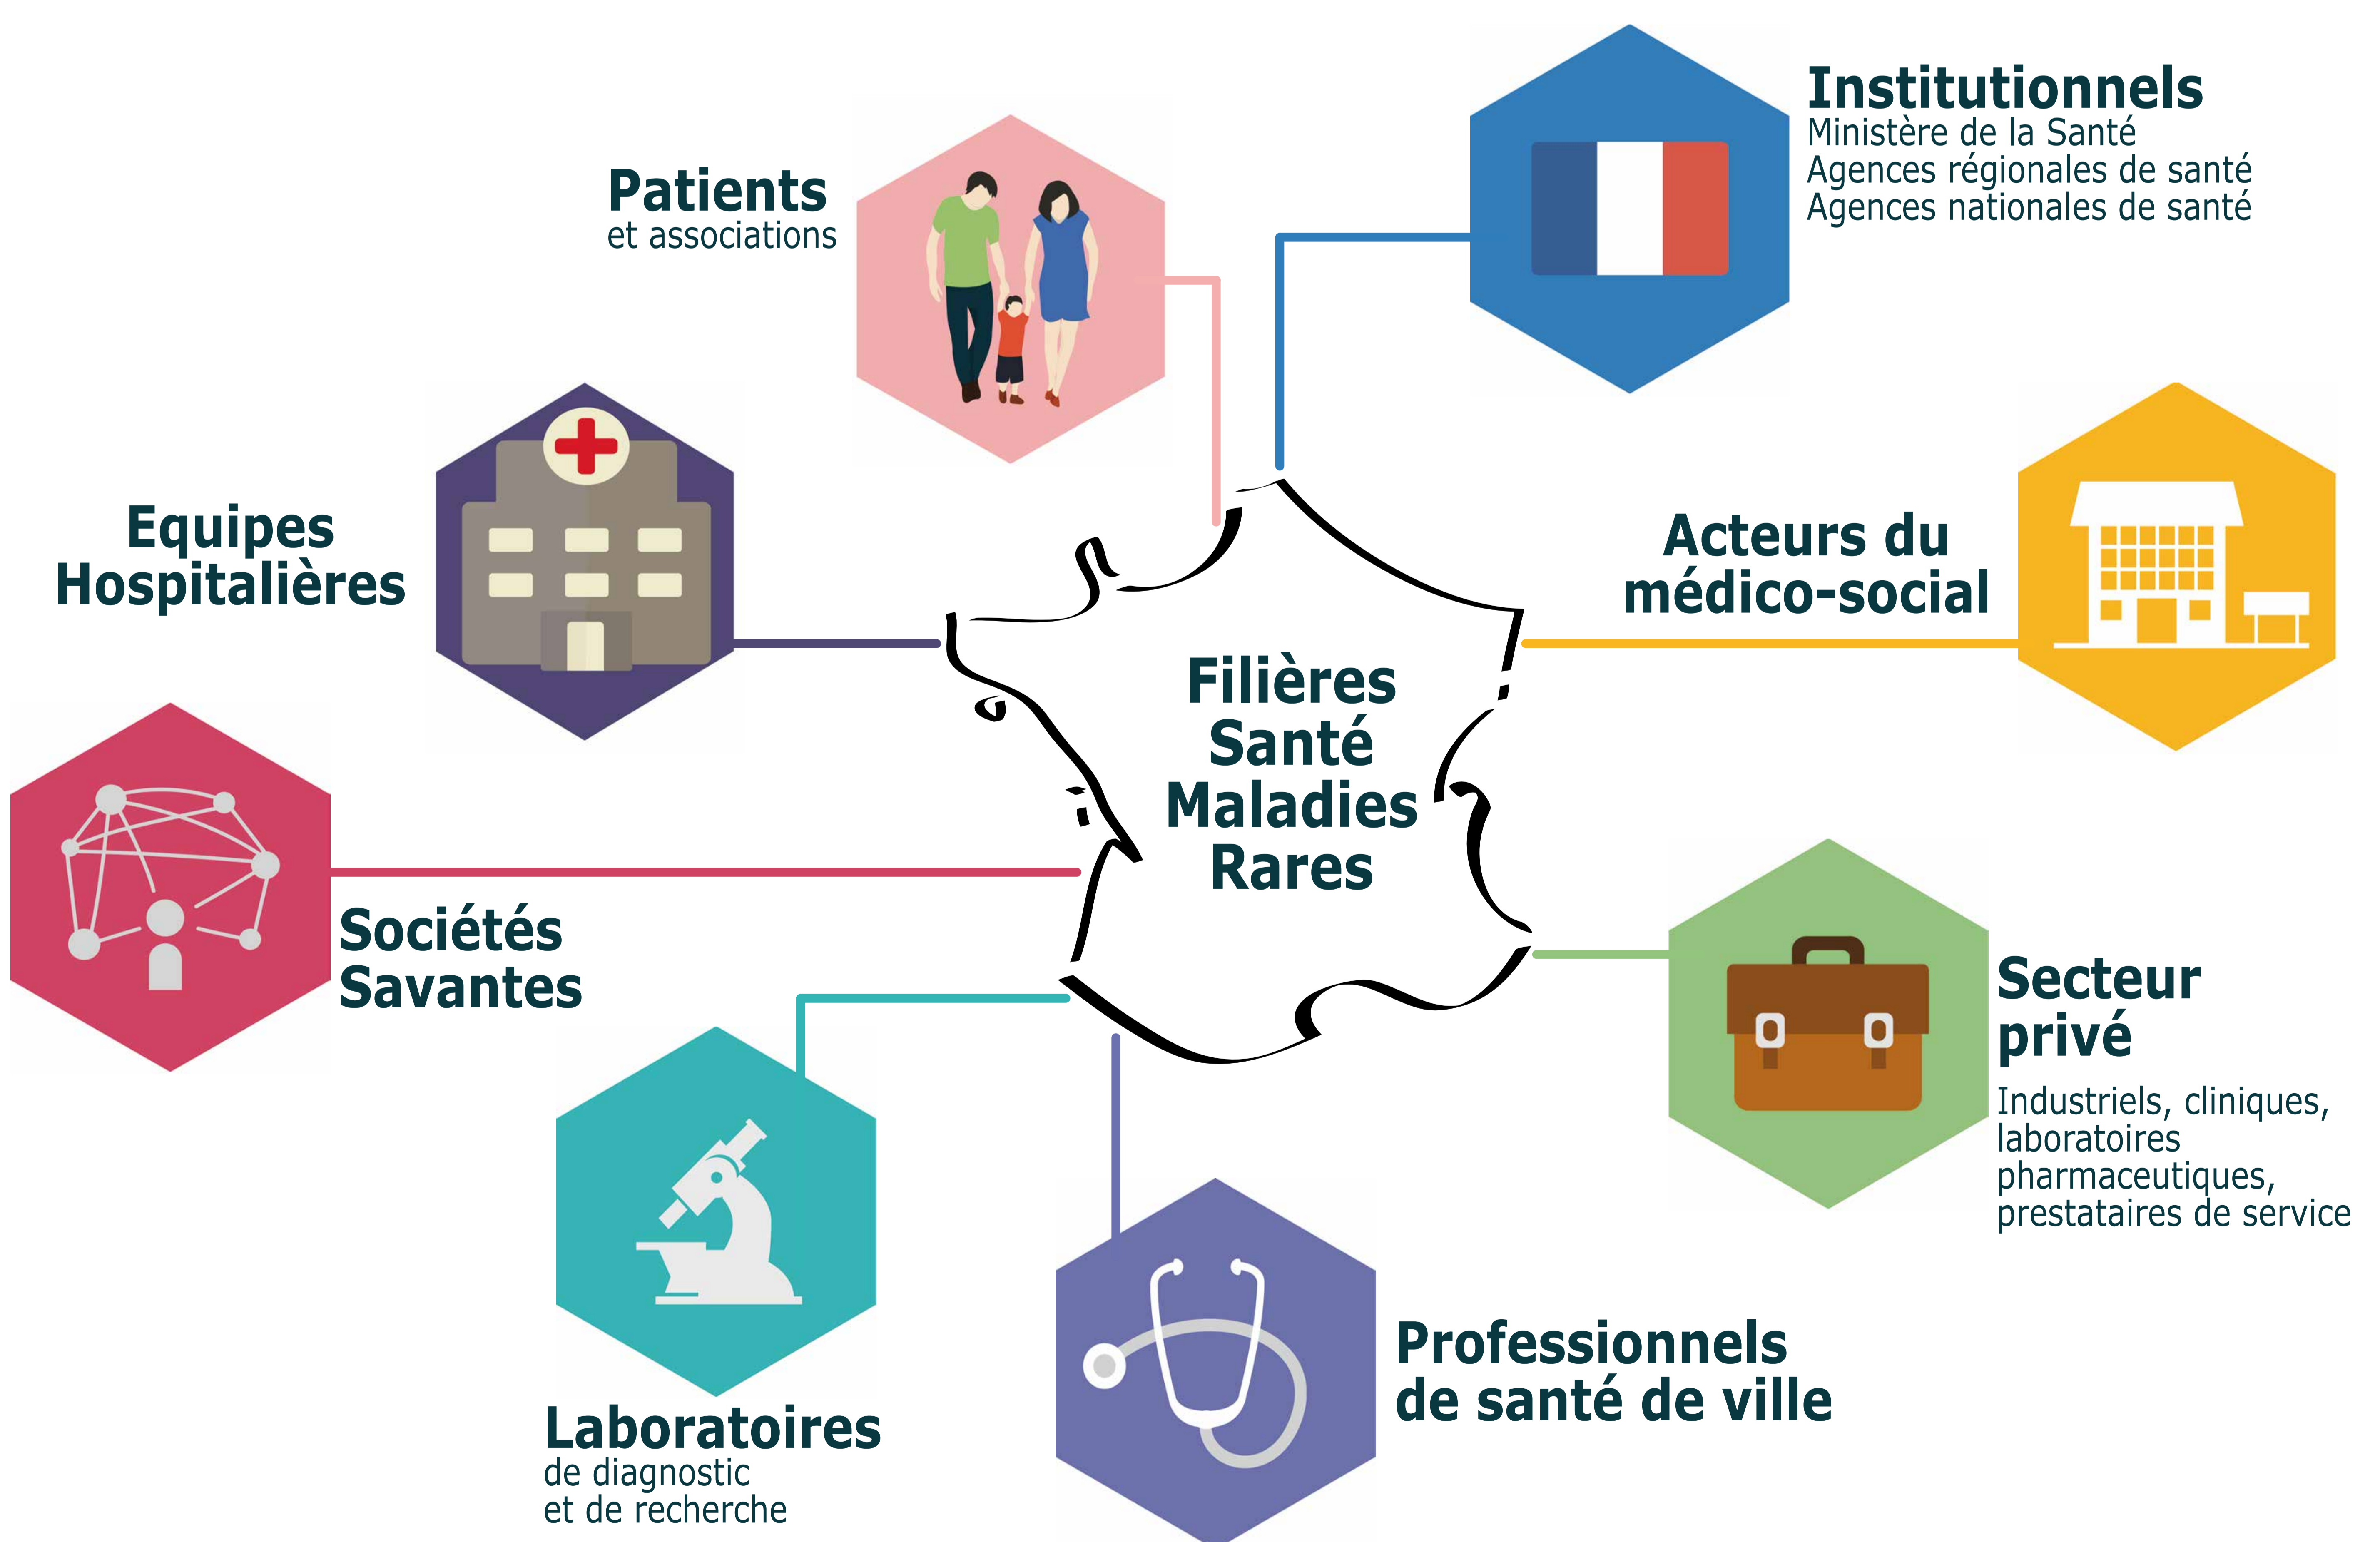 Institutionnels
Ministère de la Santé
Agences régionales de santé
Agences nationales de santé
Patients
et associations
Equipes
Hospitalières
Acteurs du
médico-social
Filières
Santé
Maladies
Rares
Sociétés
Savantes
Secteur
privé
Industriels, cliniques,
laboratoires
pharmaceutiques,
prestataires de service
Professionnels
de santé de ville
Laboratoires
de diagnostic
et de recherche